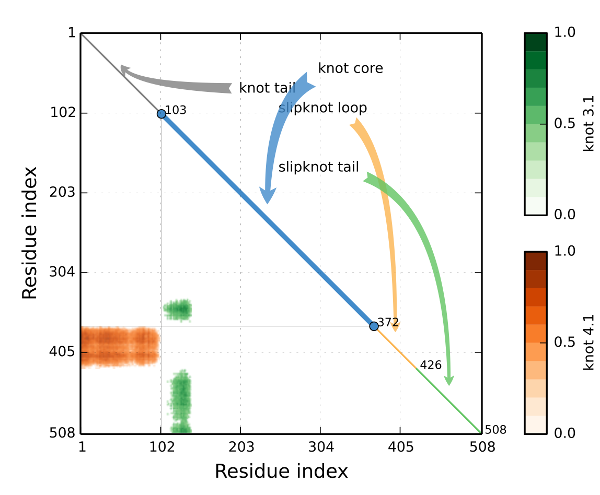 1
102
203
304
405
508
Residue index
1
102
203
304
405
508
Residue index
knot tail
knot core
slipknot loop
slipknot tail
103
372
426
508
1.0
0.5
0.0
knot 3.1
1.0
0.5
0.0
knot 4.1